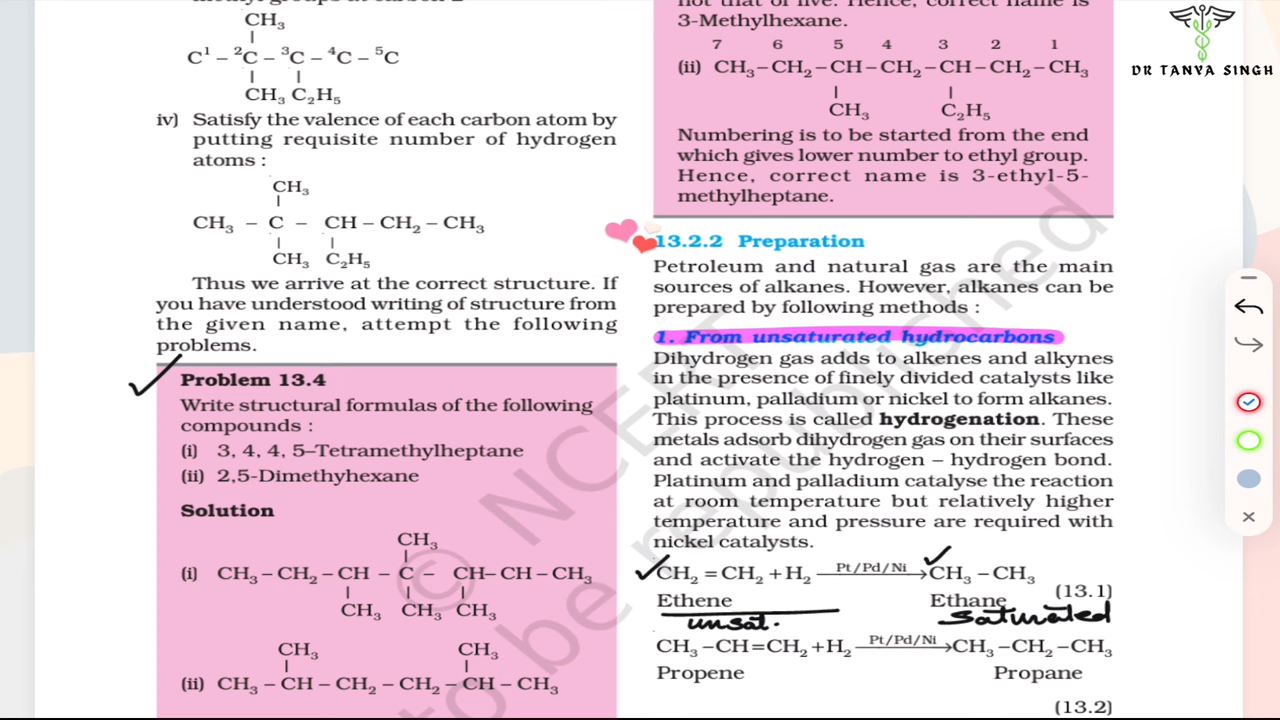 CH₃
|
C¹ – ²C – ³C – ⁴C – ⁵C
| |
CH₃ C₂H₅
iv) Satisfy the valence of each carbon atom by
putting requisite number of hydrogen
atoms :
CH₃
|
CH₃ – C – CH – CH₂ – CH₃
| |
CH₃ C₂H₅
Thus we arrive at the correct structure. If
you have understood writing of structure from
the given name, attempt the following
problems.
Problem 13.4
Write structural formulas of the following
compounds :
(i) 3, 4, 4, 5–Tetramethylheptane
(ii) 2,5-Dimethyhexane
Solution
CH₃
|
(i) CH₃ – CH₂ – CH – C – CH– CH – CH₃
| | |
CH₃ CH₃ CH₃
CH₃ CH₃
| |
(ii) CH₃ – CH – CH₂ – CH₂ – CH – CH₃
not that of five. Hence, correct name is
3-Methylhexane.
7 6 5 4 3 2 1
(ii) CH₃ – CH₂ – CH – CH₂ – CH – CH₂ – CH₃
| |
CH₃ C₂H₅
Numbering is to be started from the end
which gives lower number to ethyl group.
Hence, correct name is 3-ethyl-5-
methylheptane.
13.2.2 Preparation
Petroleum and natural gas are the main
sources of alkanes. However, alkanes can be
prepared by following methods :
1. From unsaturated hydrocarbons
Dihydrogen gas adds to alkenes and alkynes
in the presence of finely divided catalysts like
platinum, palladium or nickel to form alkanes.
This process is called hydrogenation. These
metals adsorb dihydrogen gas on their surfaces
and activate the hydrogen – hydrogen bond.
Platinum and palladium catalyse the reaction
at room temperature but relatively higher
temperature and pressure are required with
nickel catalysts.
CH₂ = CH₂ + H₂ Pt/Pd/Ni → CH₃ – CH₃
(13.1)
Ethene Ethane
unsat. saturated
CH₃ – CH = CH₂ + H₂ Pt/Pd/Ni → CH₃ – CH₂ – CH₃
Propene Propane
(13.2)
© NCERT
to be republished
DR TANYA SINGH